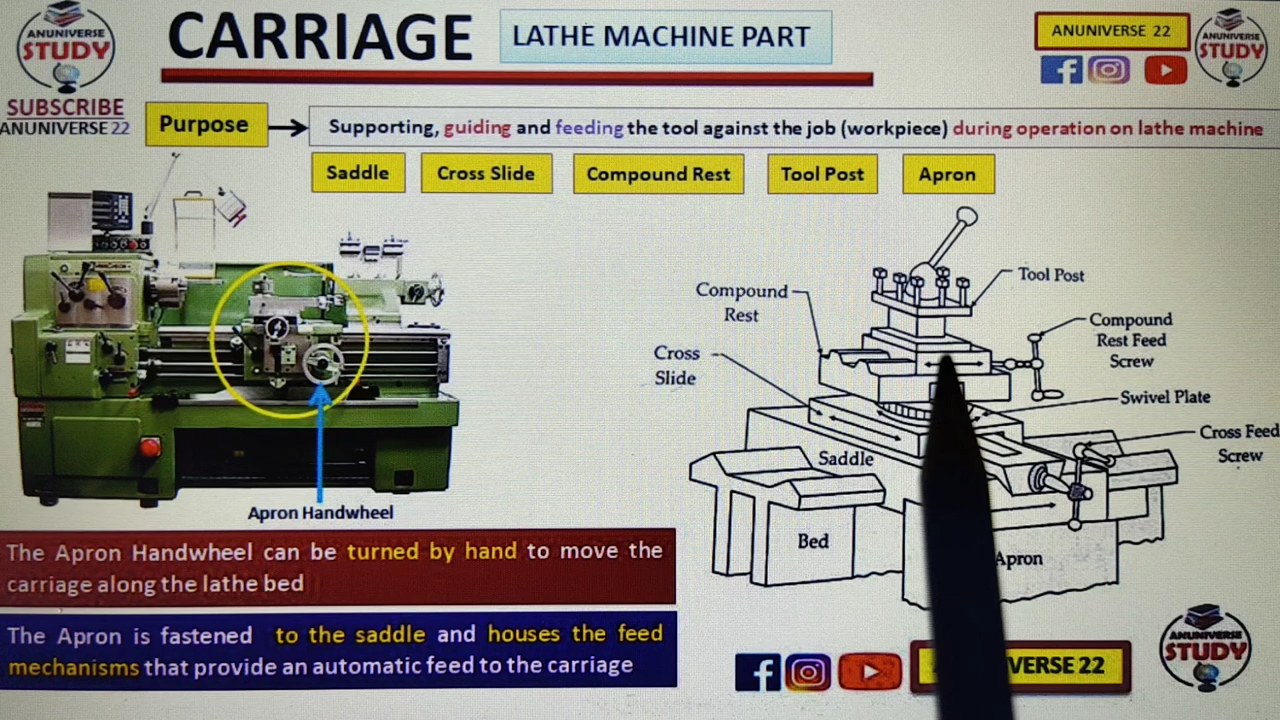 ANUNIVERSE
STUDY
SUBSCRIBE
ANUNIVERSE 22
CARRIAGE
LATHE MACHINE PART
ANUNIVERSE 22
ANUNIVERSE
STUDY
Purpose
Supporting, guiding and feeding the tool against the job (workpiece) during operation on lathe machine
Saddle
Cross Slide
Compound Rest
Tool Post
Apron
Apron Handwheel
The Apron Handwheel can be turned by hand to move the
carriage along the lathe bed
The Apron is fastened to the saddle and houses the feed
mechanisms that provide an automatic feed to the carriage
Tool Post
Compound
Rest
Compound
Rest Feed
Screw
Cross
Slide
Swivel Plate
Cross Feed
Screw
Saddle
Bed
Apron
VERSE 22
ANUNIVERSE
STUDY